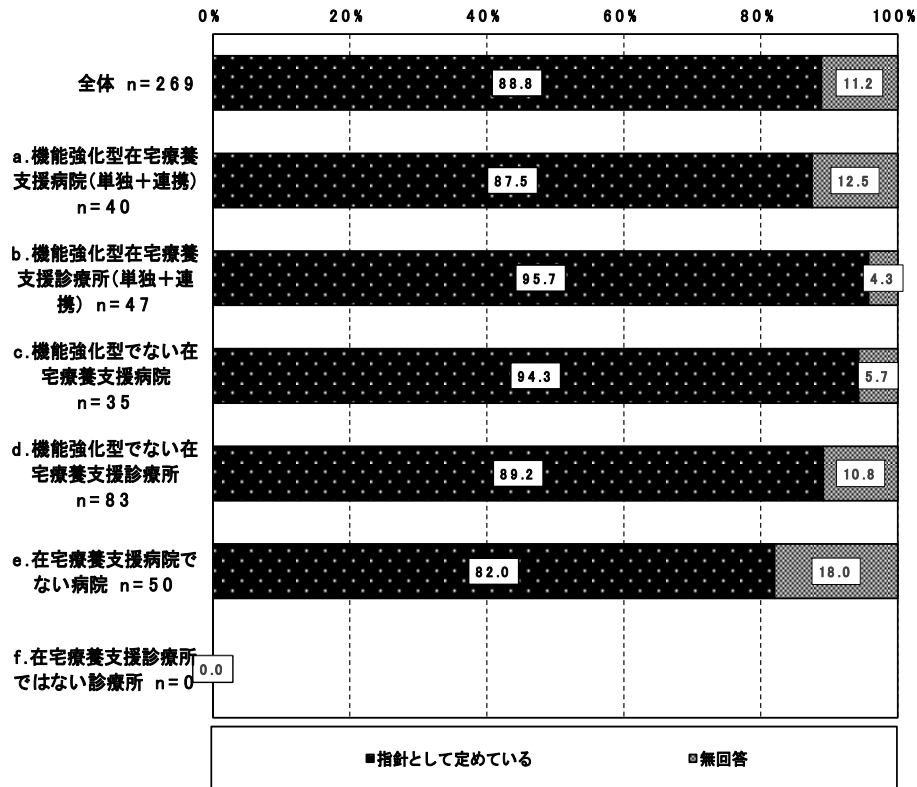 0% 20% 40% 60% 80% 100%
全体 n=269
88.8 11.2
a.機能強化型在宅療養
支援病院(単独+連携)
n=40
87.5 12.5
b.機能強化型在宅療養
支援診療所(単独+連
携) n=47
95.7 4.3
c.機能強化型でない在
宅療養支援病院
n=35
94.3 5.7
d.機能強化型でない在
宅療養支援診療所
n=83
89.2 10.8
e.在宅療養支援病院で
ない病院 n=50
82.0 18.0
f.在宅療養支援診療所
ではない診療所 n=0
0.0
指針として定めている 無回答